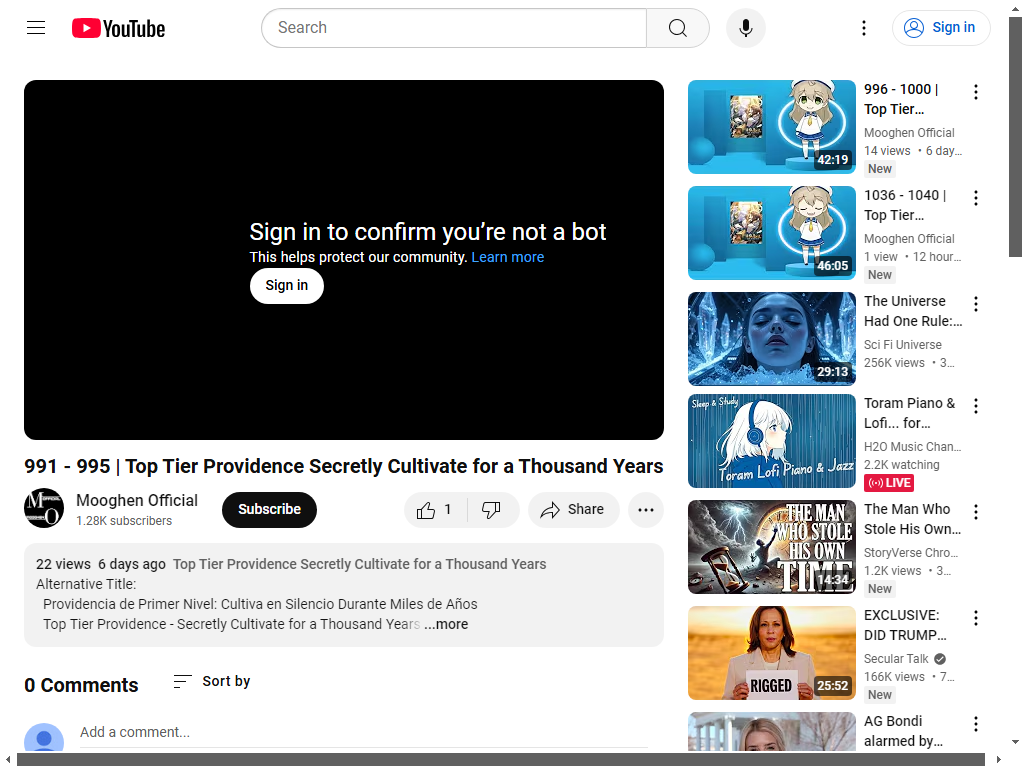 YouTube
Search
Sign in
Sign in to confirm you’re not a bot
This helps protect our community. Learn more
Sign in
991 - 995 | Top Tier Providence Secretly Cultivate for a Thousand Years
Mooghen Official
1.28K subscribers
Subscribe
1
Share
22 views 6 days ago Top Tier Providence Secretly Cultivate for a Thousand Years
Alternative Title:
Providencia de Primer Nivel: Cultiva en Silencio Durante Miles de Años
Top Tier Providence - Secretly Cultivate for a Thousand Years ...more
0 Comments
Sort by
Add a comment...
42:19
996 - 1000 |
Top Tier…
Mooghen Official
14 views • 6 day…
New
46:05
1036 - 1040 |
Top Tier…
Mooghen Official
1 view • 12 hour…
New
29:13
The Universe
Had One Rule:…
Sci Fi Universe
256K views • 3…
Sleep & Study
Toram Lofi Piano & Jazz
Toram Piano &
Lofi... for…
H2O Music Chan…
2.2K watching
LIVE
THE MAN
WHO STOLE
HIS OWN
TIME
14:34
The Man Who
Stole His Own…
StoryVerse Chro…
1.2K views • 3…
New
RIGGED
25:52
EXCLUSIVE:
DID TRUMP…
Secular Talk
166K views • 7…
New
AG Bondi
alarmed by…